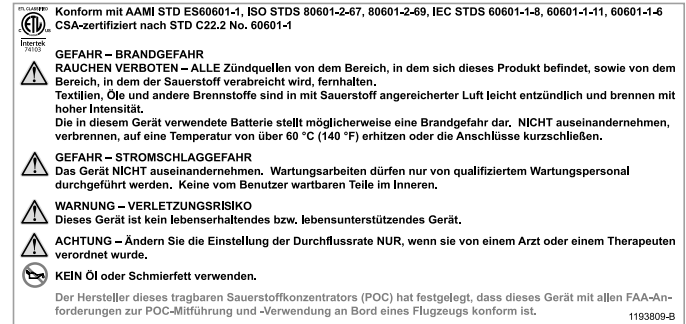 ETL CLASSIFIED
C US
Intertek
74103
Konform mit AAMI STD ES60601-1, ISO STDS 80601-2-67, 80601-2-69, IEC STDS 60601-1-8, 60601-1-11, 60601-1-6
CSA-zertifiziert nach STD C22.2 No. 60601-1
GEFAHR – BRANDGEFAHR
RAUCHEN VERBOTEN – ALLE Zündquellen von dem Bereich, in dem sich dieses Produkt befindet, sowie von dem
Bereich, in dem der Sauerstoff verabreicht wird, fernhalten.
Textilien, Öle und andere Brennstoffe sind in mit Sauerstoff angereicherter Luft leicht entzündlich und brennen mit
hoher Intensität.
Die in diesem Gerät verwendete Batterie stellt möglicherweise eine Brandgefahr dar. NICHT auseinandernehmen,
verbrennen, auf eine Temperatur von über 60 °C (140 °F) erhitzen oder die Anschlüsse kurzschließen.
GEFAHR – STROMSCHLAGGEFAHR
Das Gerät NICHT auseinandernehmen. Wartungsarbeiten dürfen nur von qualifiziertem Wartungspersonal
durchgeführt werden. Keine vom Benutzer wartbaren Teile im Inneren.
WARNUNG – VERLETZUNGSRISIKO
Dieses Gerät ist kein lebenserhaltendes bzw. lebensunterstützendes Gerät.
ACHTUNG – Ändern Sie die Einstellung der Durchflussrate NUR, wenn sie von einem Arzt oder einem Therapeuten
verordnet wurde.
KEIN Öl oder Schmierfett verwenden.
Der Hersteller dieses tragbaren Sauerstoffkonzentrators (POC) hat festgelegt, dass dieses Gerät mit allen FAA-An-
forderungen zur POC-Mitführung und -Verwendung an Bord eines Flugzeugs konform ist.
1193809-B